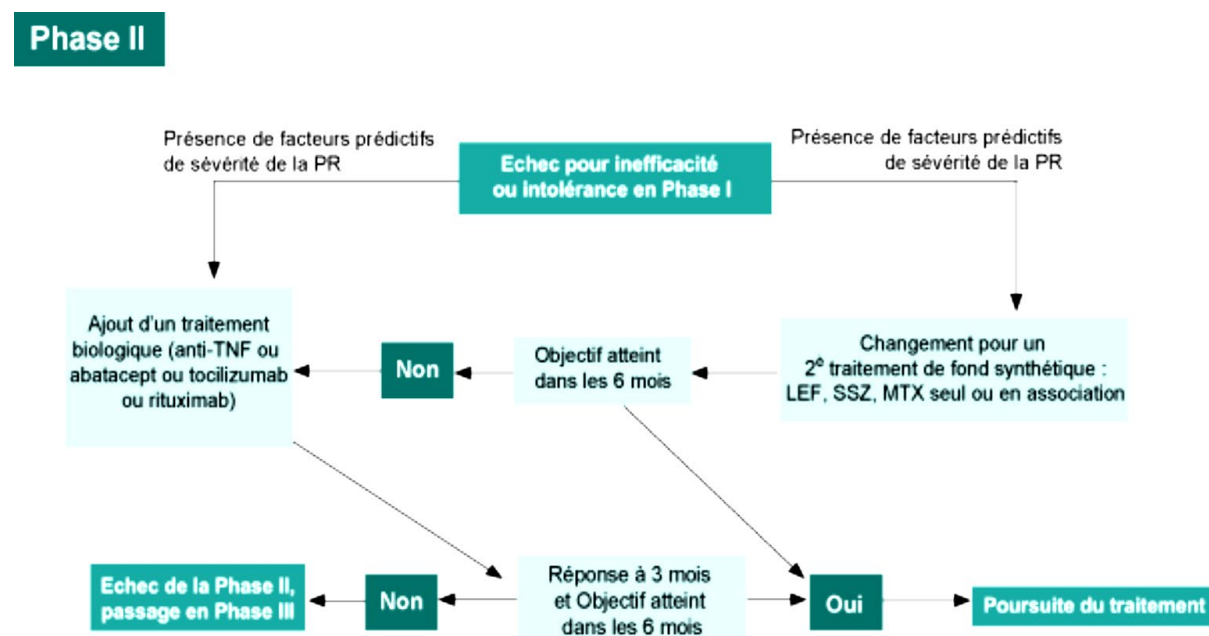 Phase II
Présence de facteurs prédictifs
de sévérité de la PR
Echec pour inefficacité
ou intolérance en Phase I
Présence de facteurs prédictifs
de sévérité de la PR
Ajout d'un traitement
biologique (anti-TNF ou
abatacept ou tocilizumab
ou rituximab)
Non
Objectif atteint
dans les 6 mois
Changement pour un
2e traitement de fond synthétique :
LEF, SSZ, MTX seul ou en association
Echec de la Phase II,
passage en Phase III
Non
Réponse à 3 mois
et Objectif atteint
dans les 6 mois
Oui
Poursuite du traitement